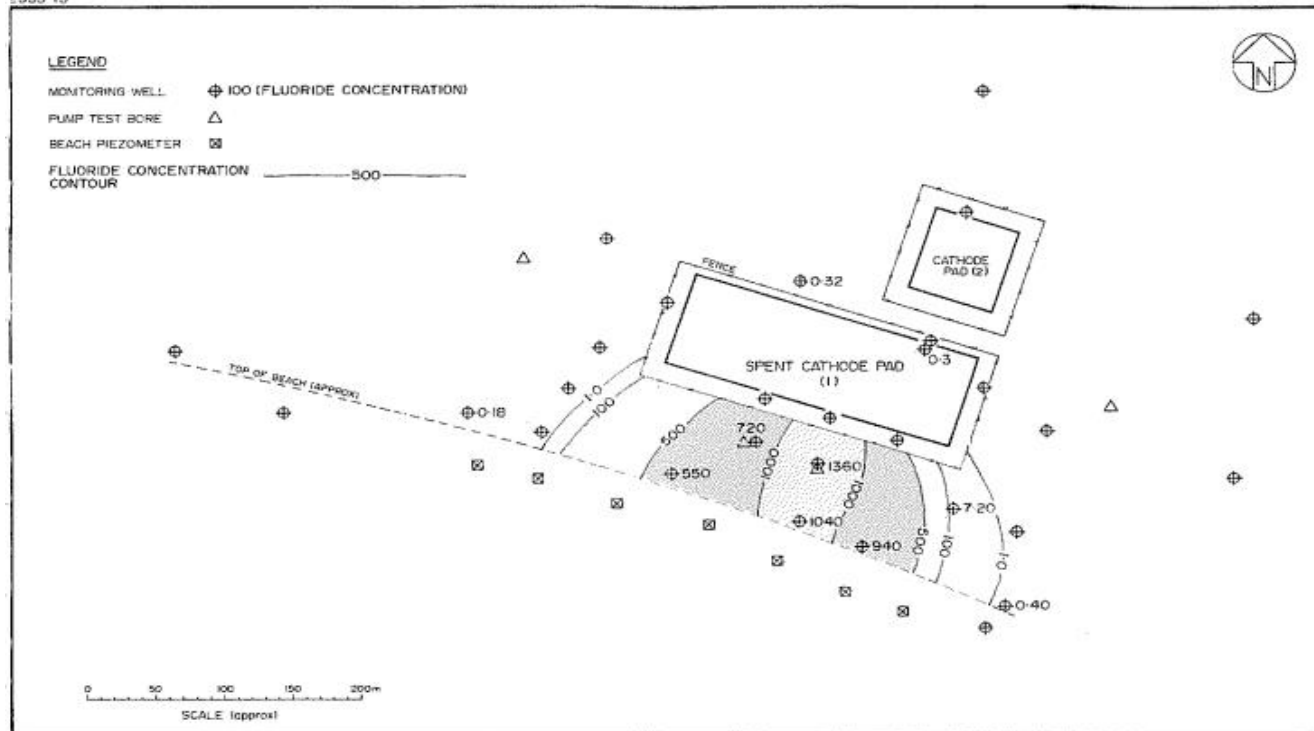 LEGEND
MONITORING WELL 100 (FLUORIDE CONCENTRATION)
PUMP TEST BORE
BEACH PIEZOMETER
FLUORIDE CONCENTRATION
CONTOUR
500
N
FENCE
0·32
CATHODE
PAD (2)
0·3
SPENT CATHODE PAD
(1)
TOP OF BEACH (APPROX)
0·18
1·0
100
500
720
550
1000
1360
1000
1040
940
500
100
7·20
1·0
0·40
0 50 100 150 200m
SCALE (approx)